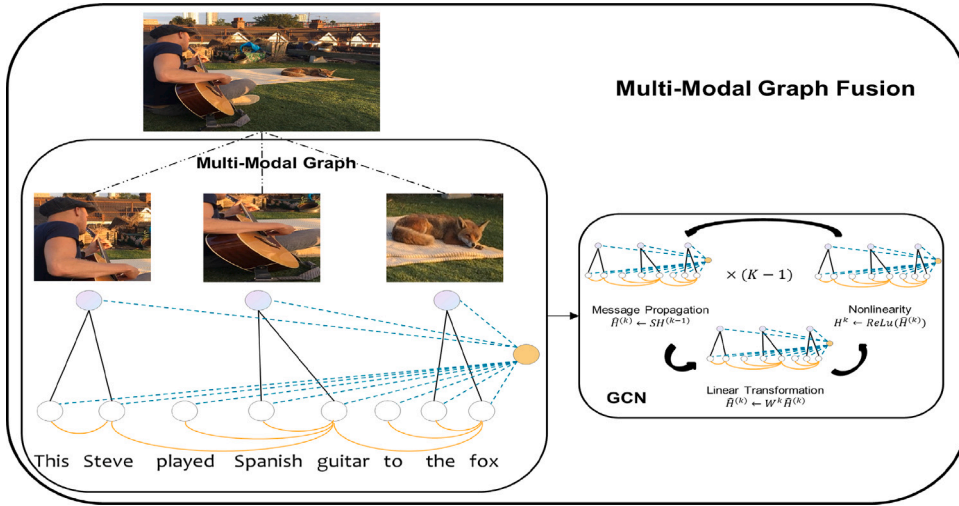 Multi-Modal Graph Fusion
Multi-Modal Graph
This Steve played Spanish guitar to the fox
× (K − 1)
Message Propagation
H̄^(k) ← SH^(k−1)
Nonlinearity
H^k ← ReLu(H̄^(k))
Linear Transformation
H̄^(k) ← W^k H̄^(k)
GCN